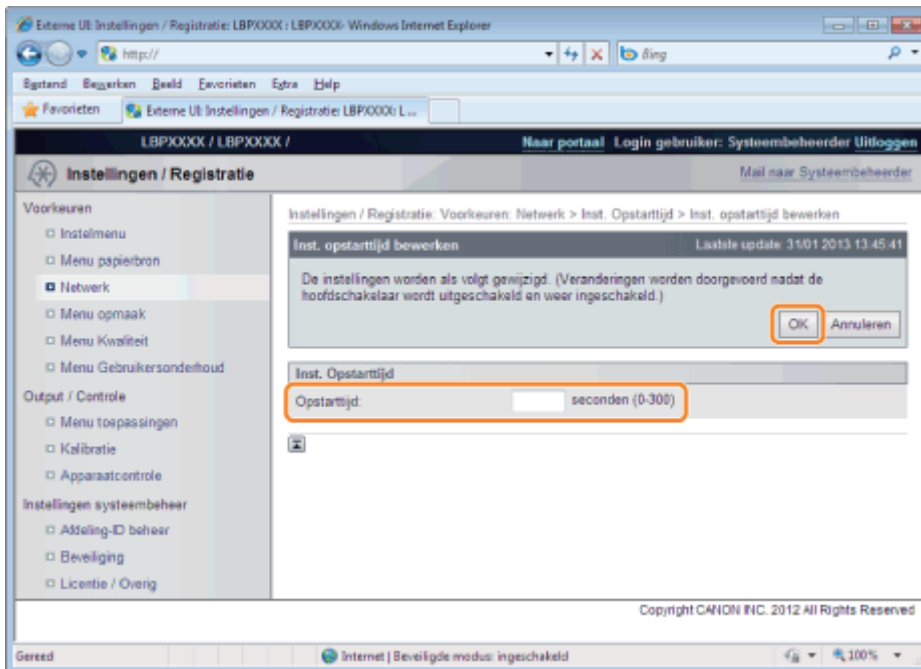 Externe UI: Instellingen / Registratie: LBPXXXX : LBPXXXX- Windows Internet Explorer
http://
Bing
Bestand Bewerken Beeld Favorieten Extra Help
Favorieten Externe UI: Instellingen / Registratie: LBPXXXX: L...
LBPXXXX / LBPXXXX / Naar portaal Login gebruiker: Systeembeheerder Uitloggen
Instellingen / Registratie Mail naar Systeembeheerder
Voorkeuren
Instelmenu
Menu papierbron
Netwerk
Menu opmaak
Menu Kwaliteit
Menu Gebruikersonderhoud
Output / Controle
Menu toepassingen
Kalibratie
Apparaatcontrole
Instellingen systeembeheer
Afdeling-ID beheer
Beveiliging
Licentie / Overig
Instellingen / Registratie: Voorkeuren: Netwerk > Inst. Opstarttijd > Inst. opstarttijd bewerken
Inst. opstarttijd bewerken Laatste update: 31/01 2013 13:45:41
De instellingen worden als volgt gewijzigd. (Veranderingen worden doorgevoerd nadat de
hoofdschakelaar wordt uitgeschakeld en weer ingeschakeld.)
OK Annuleren
Inst. Opstarttijd
Opstarttijd: seconden (0-300)
Copyright CANON INC. 2012 All Rights Reserved
Gereed Internet | Beveiligde modus: ingeschakeld 100%